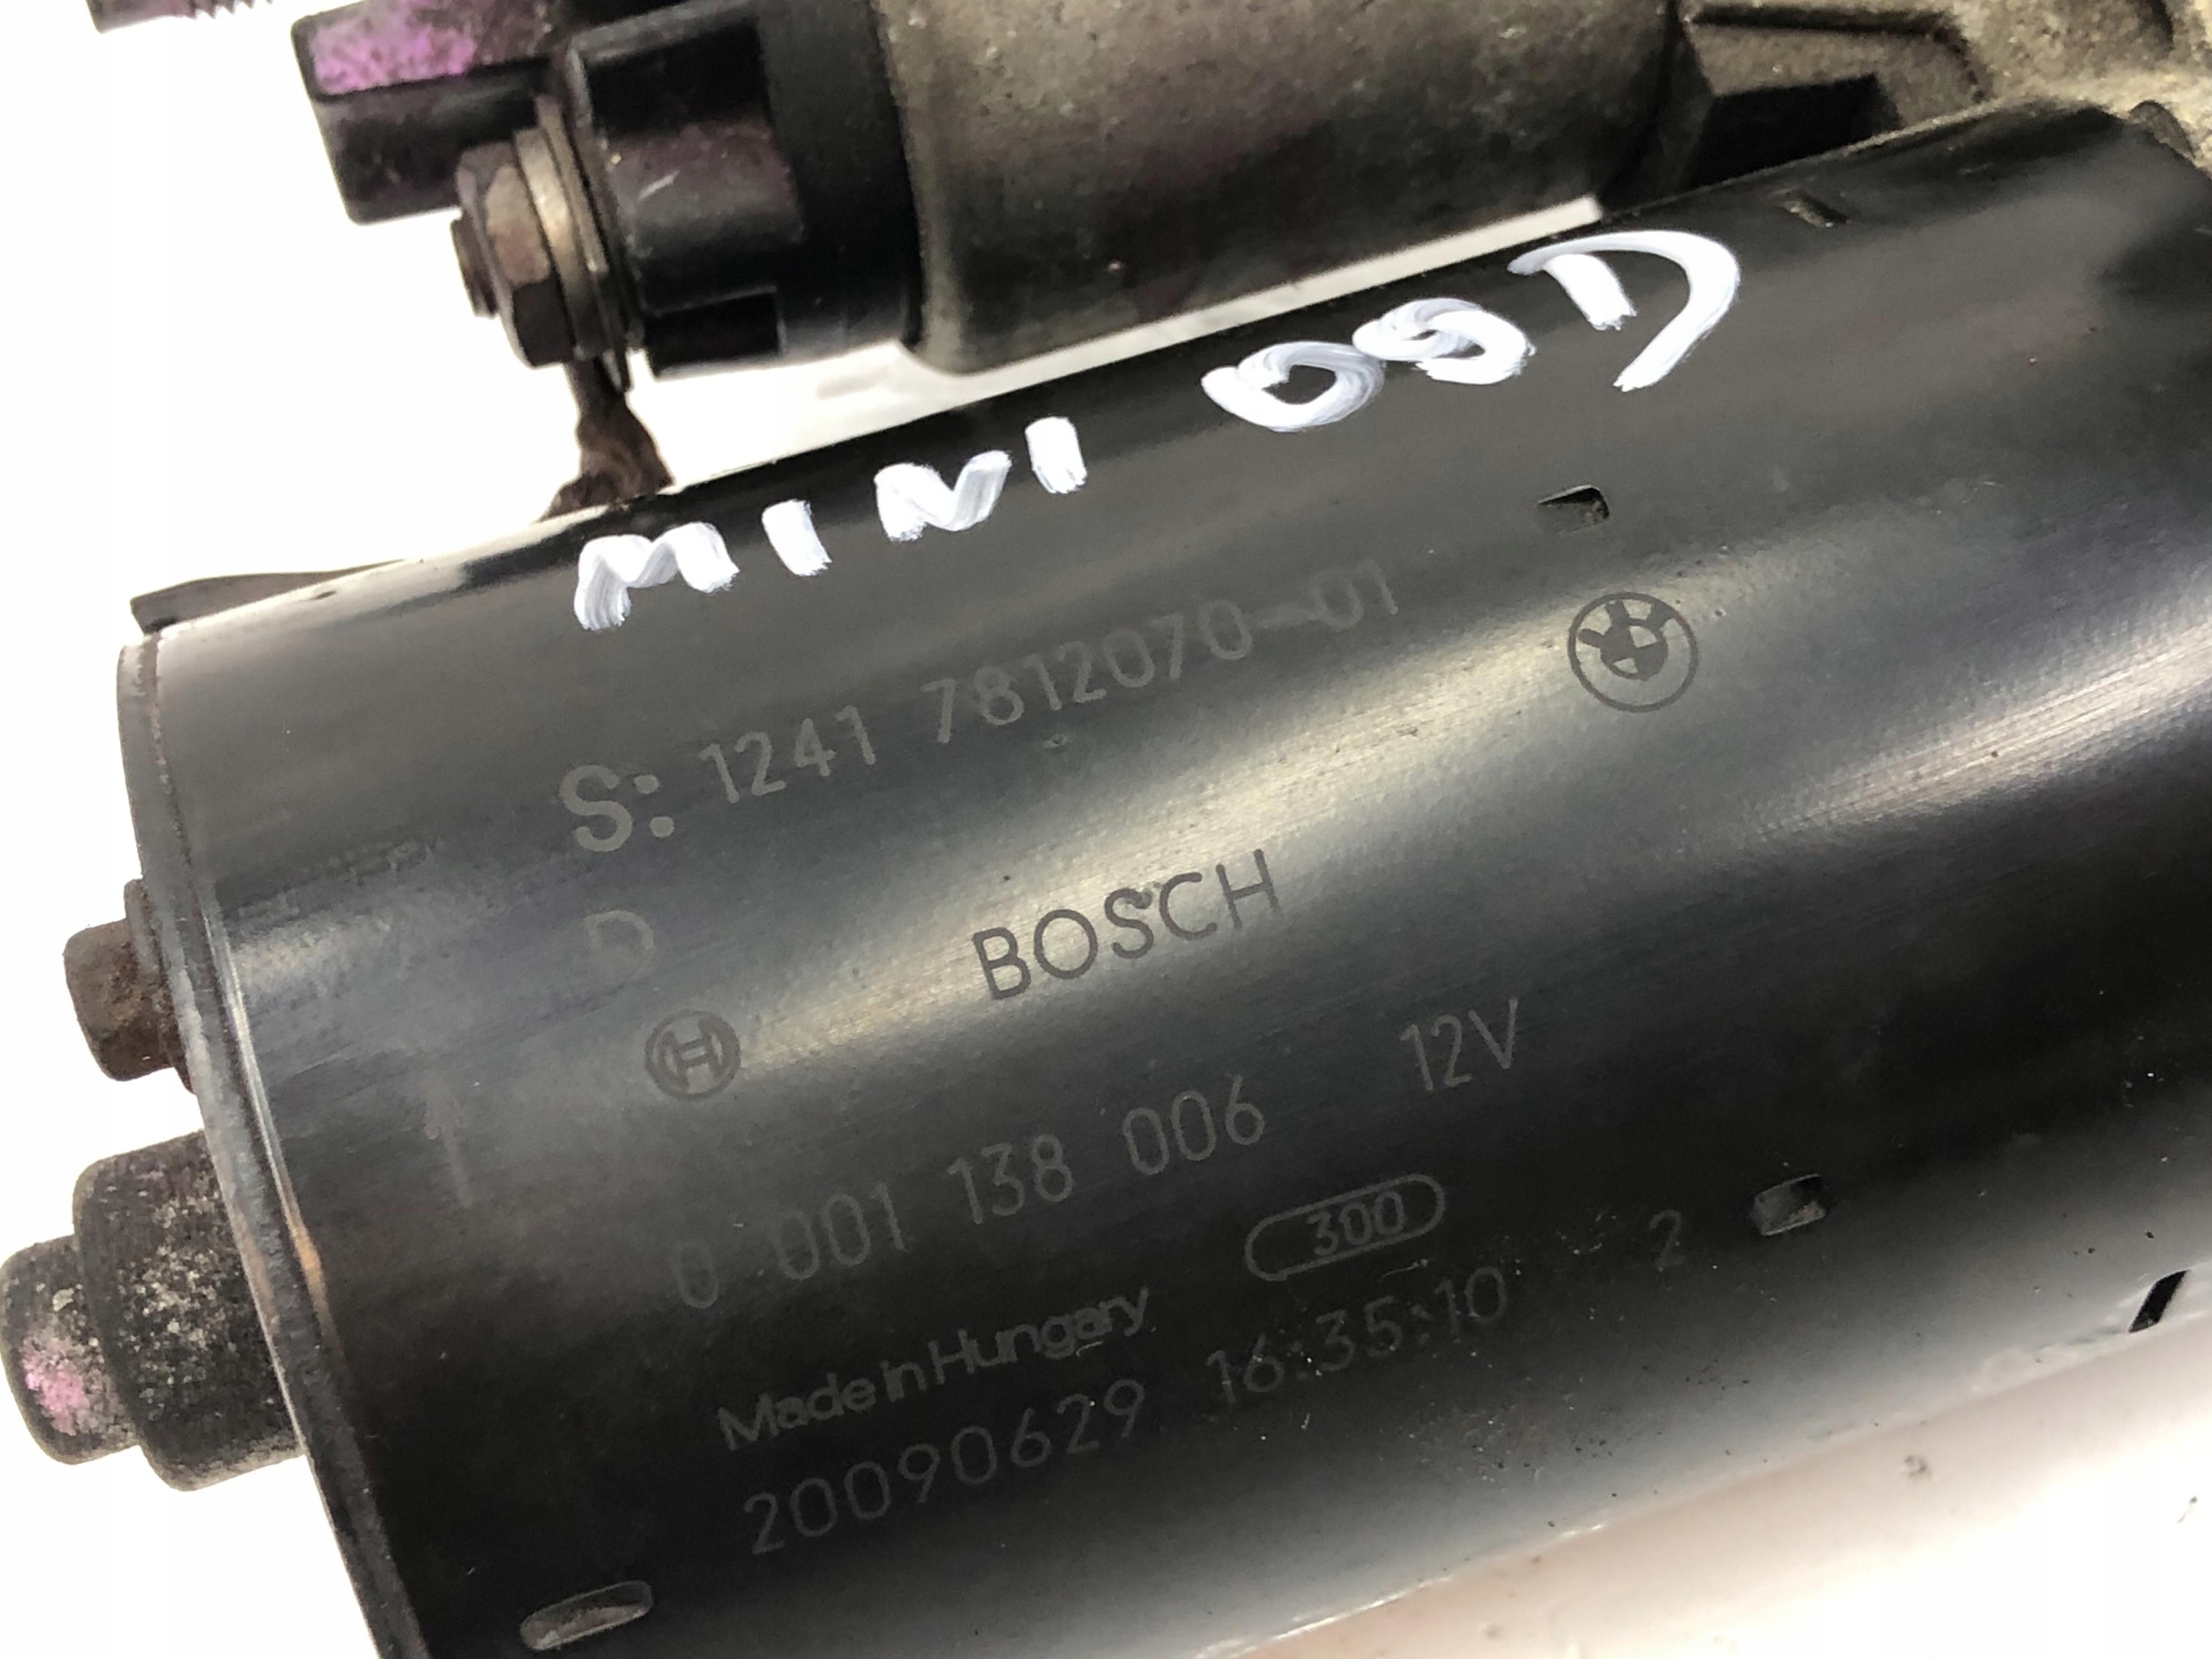 MINI 09D
S: 1241 7812070-01
D
BOSCH
0 001 138 006 12V
300
Made in Hungary
20090629 16:35:10 2